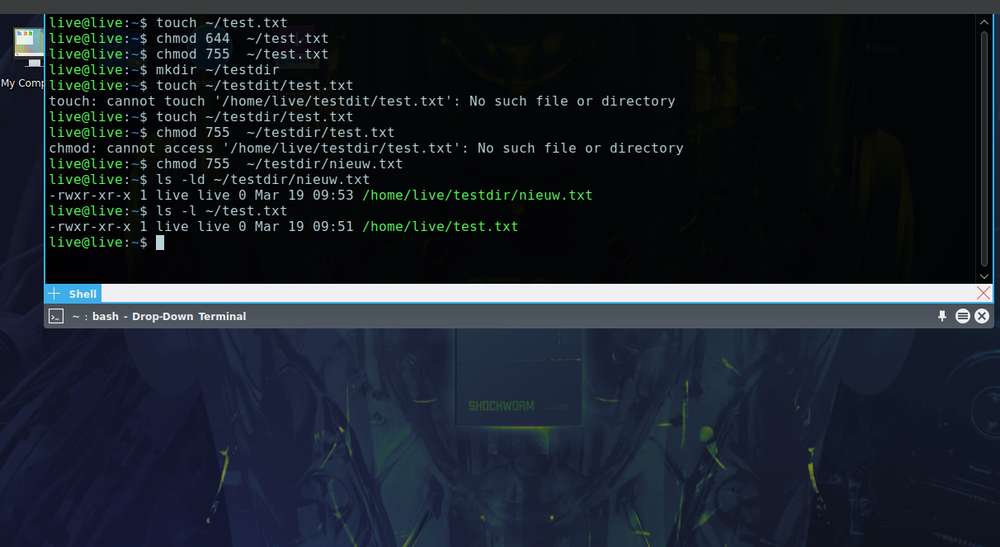 live@live:~$ touch ~/test.txt
live@live:~$ chmod 644  ~/test.txt
live@live:~$ chmod 755  ~/test.txt
live@live:~$ mkdir ~/testdir
live@live:~$ touch ~/testdit/test.txt
touch: cannot touch '/home/live/testdit/test.txt': No such file or directory
live@live:~$ touch ~/testdir/test.txt
live@live:~$ chmod 755  ~/testdir/test.txt
chmod: cannot access '/home/live/testdir/test.txt': No such file or directory
live@live:~$ chmod 755  ~/testdir/nieuw.txt
live@live:~$ ls -ld ~/testdir/nieuw.txt
-rwxr-xr-x 1 live live 0 Mar 19 09:53 /home/live/testdir/nieuw.txt
live@live:~$ ls -l ~/test.txt
-rwxr-xr-x 1 live live 0 Mar 19 09:51 /home/live/test.txt
live@live:~$
My Comp
Shell
~ : bash - Drop-Down Terminal
SHOCKWORM